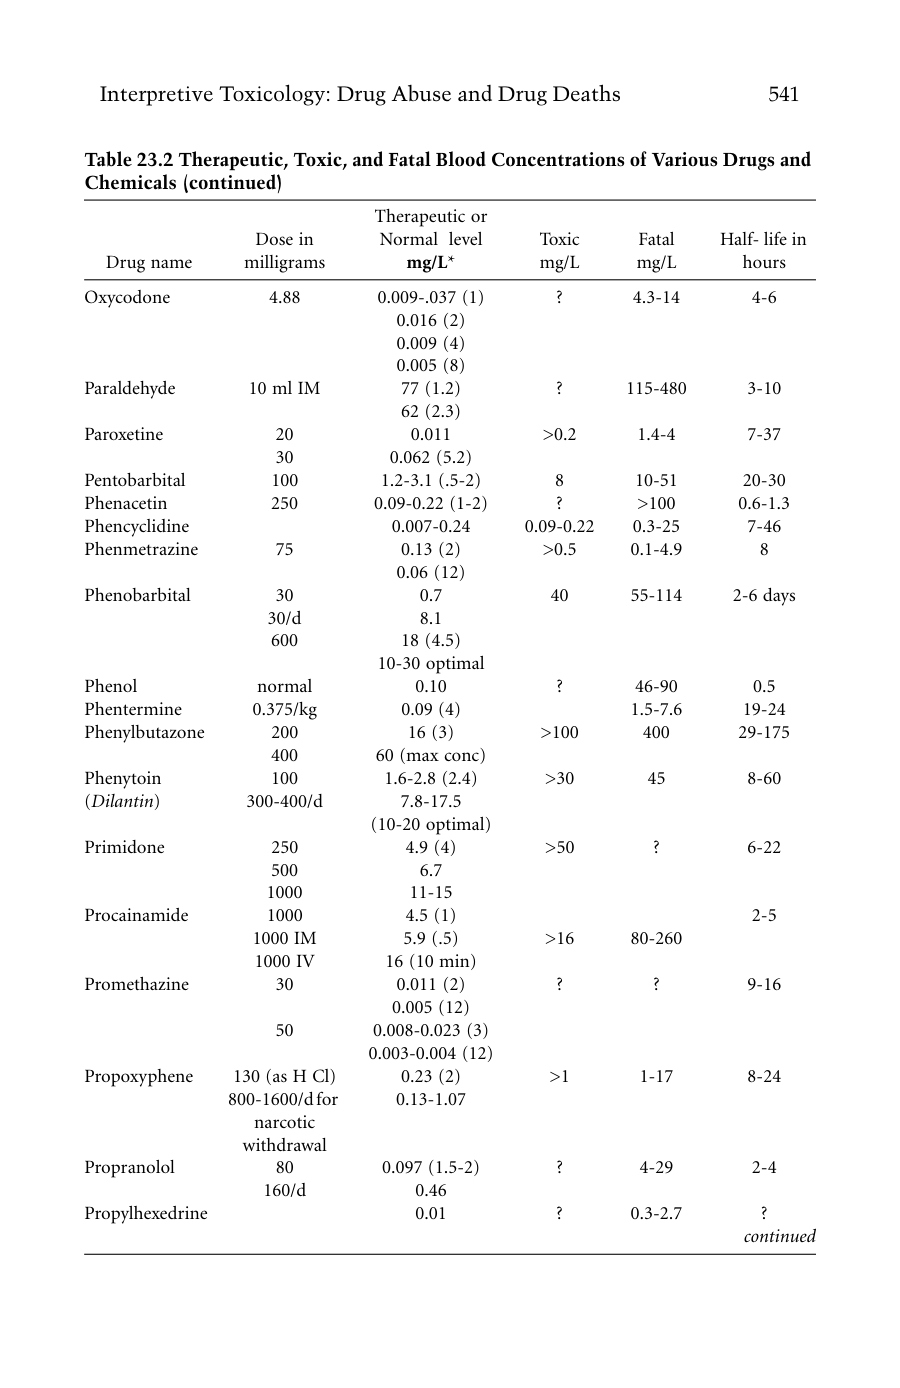 Interpretive Toxicology: Drug Abuse and Drug Deaths 541
Table 23.2 Therapeutic, Toxic, and Fatal Blood Concentrations of Various Drugs and
Chemicals (continued)
Therapeutic or
Dose in Normal level Toxic Fatal Half- life in
Drug name milligrams mg/L* mg/L mg/L hours
Oxycodone 4.88 0.009-.037 (1) ? 4.3-14 4-6
0.016 (2)
0.009 (4)
0.005 (8)
Paraldehyde 10 ml IM 77 (1.2) ? 115-480 3-10
62 (2.3)
Paroxetine 20 0.011 >0.2 1.4-4 7-37
30 0.062 (5.2)
Pentobarbital 100 1.2-3.1 (.5-2) 8 10-51 20-30
Phenacetin 250 0.09-0.22 (1-2) ? >100 0.6-1.3
Phencyclidine 0.007-0.24 0.09-0.22 0.3-25 7-46
Phenmetrazine 75 0.13 (2) >0.5 0.1-4.9 8
0.06 (12)
Phenobarbital 30 0.7 40 55-114 2-6 days
30/d 8.1
600 18 (4.5)
10-30 optimal
Phenol normal 0.10 ? 46-90 0.5
Phentermine 0.375/kg 0.09 (4) 1.5-7.6 19-24
Phenylbutazone 200 16 (3) >100 400 29-175
400 60 (max conc)
Phenytoin 100 1.6-2.8 (2.4) >30 45 8-60
(Dilantin) 300-400/d 7.8-17.5
(10-20 optimal)
Primidone 250 4.9 (4) >50 ? 6-22
500 6.7
1000 11-15
Procainamide 1000 4.5 (1) 2-5
1000 IM 5.9 (.5) >16 80-260
1000 IV 16 (10 min)
Promethazine 30 0.011 (2) ? ? 9-16
0.005 (12)
50 0.008-0.023 (3)
0.003-0.004 (12)
Propoxyphene 130 (as H Cl) 0.23 (2) >1 1-17 8-24
800-1600/d for 0.13-1.07
narcotic
withdrawal
Propranolol 80 0.097 (1.5-2) ? 4-29 2-4
160/d 0.46
Propylhexedrine 0.01 ? 0.3-2.7 ?
continued